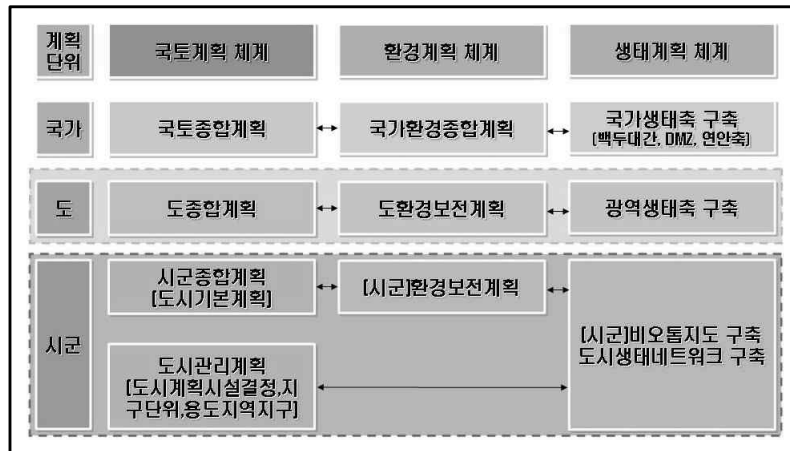 계획
단위
국토계획 체계
환경계획 체계
생태계획 체계
국가
국토종합계획
국가환경종합계획
국가생태축 구축
[백두대간, DMZ, 연안축]
도
도종합계획
도환경보전계획
광역생태축 구축
시군
시군종합계획
[도시기본계획]
[시군]환경보전계획
[시군]비오톱지도 구축
도시생태네트워크 구축
도시관리계획
[도시계획시설결정,지
구단위,용도지역지구]